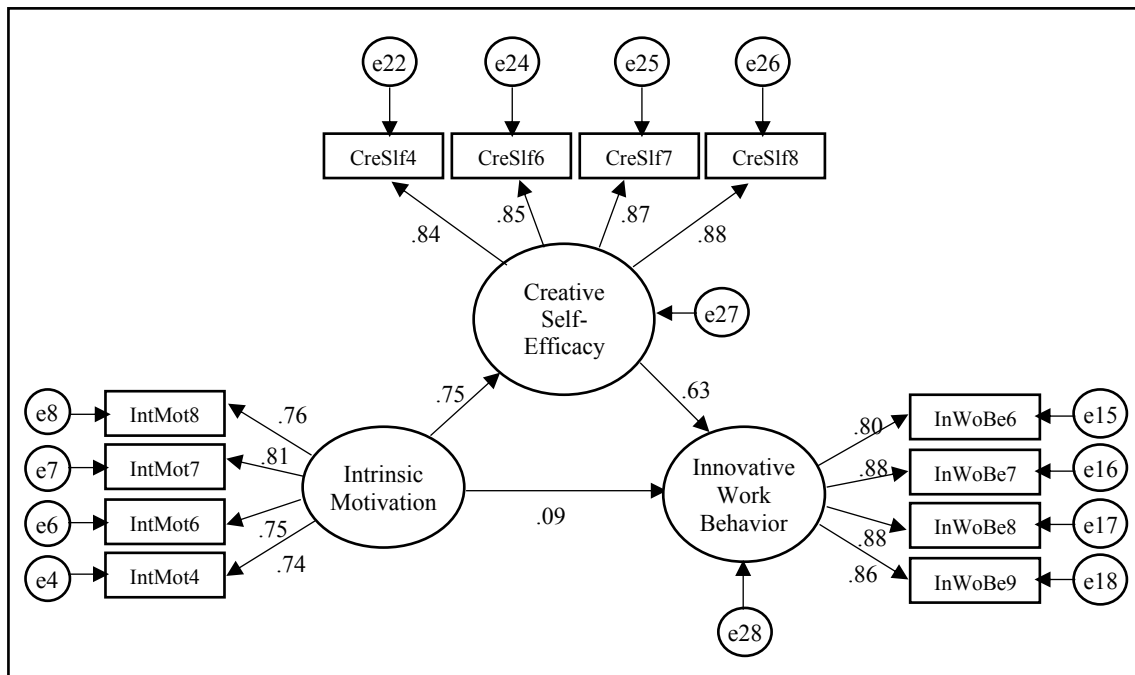 e22
e24
e25
e26
CreSlf4
CreSlf6
CreSlf7
CreSlf8
.84
.85
.87
.88
Creative
Self-
Efficacy
e27
.75
.63
e8
IntMot8
.76
e7
IntMot7
.81
e6
IntMot6
.75
e4
IntMot4
.74
Intrinsic
Motivation
.09
Innovative
Work
Behavior
e28
.80
InWoBe6
e15
.88
InWoBe7
e16
.88
InWoBe8
e17
.86
InWoBe9
e18